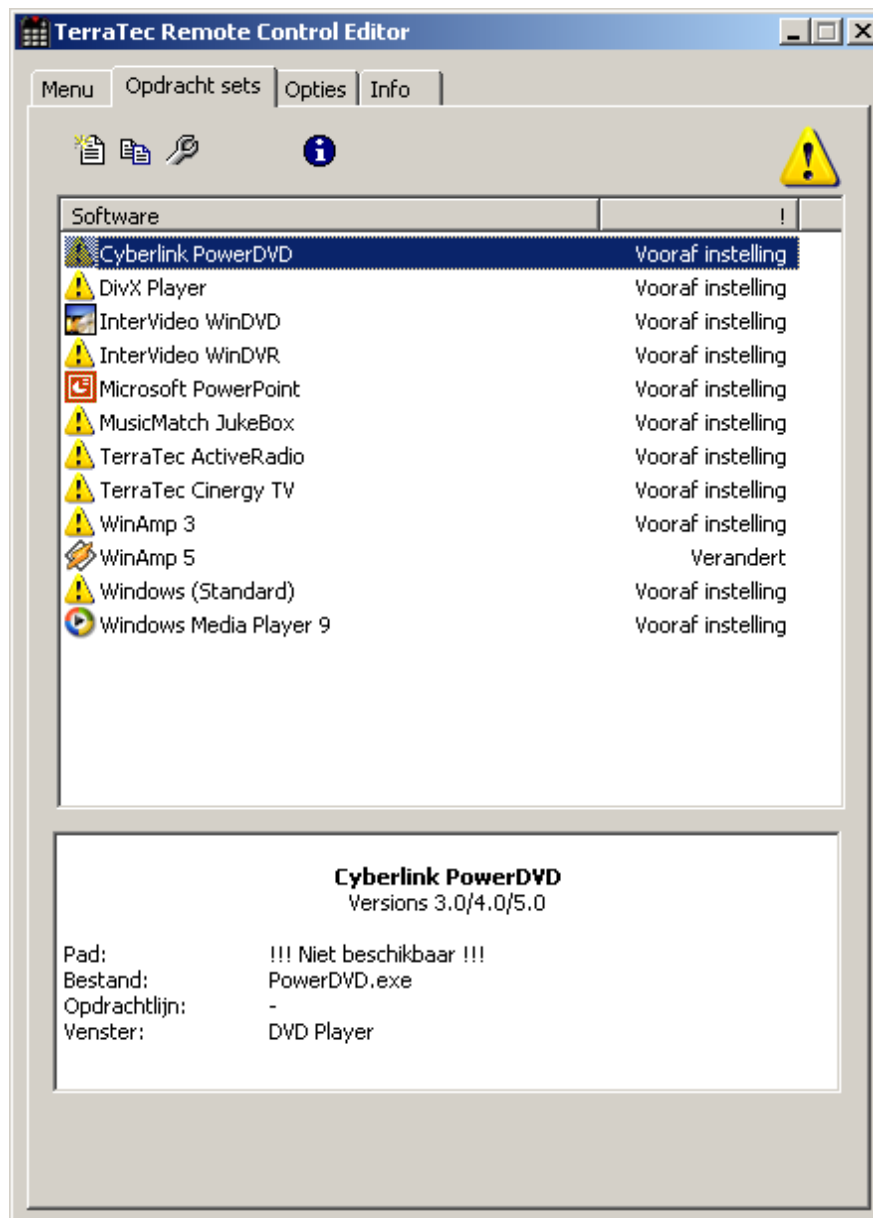 TerraTec Remote Control Editor
Menu Opdracht sets Opties Info
Software !
Cyberlink PowerDVD Vooraf instelling
DivX Player Vooraf instelling
InterVideo WinDVD Vooraf instelling
InterVideo WinDVR Vooraf instelling
Microsoft PowerPoint Vooraf instelling
MusicMatch JukeBox Vooraf instelling
TerraTec ActiveRadio Vooraf instelling
TerraTec Cinergy TV Vooraf instelling
WinAmp 3 Vooraf instelling
WinAmp 5 Verandert
Windows (Standard) Vooraf instelling
Windows Media Player 9 Vooraf instelling
Cyberlink PowerDVD
Versions 3.0/4.0/5.0
Pad: !!! Niet beschikbaar !!!
Bestand: PowerDVD.exe
Opdrachtlijn: -
Venster: DVD Player